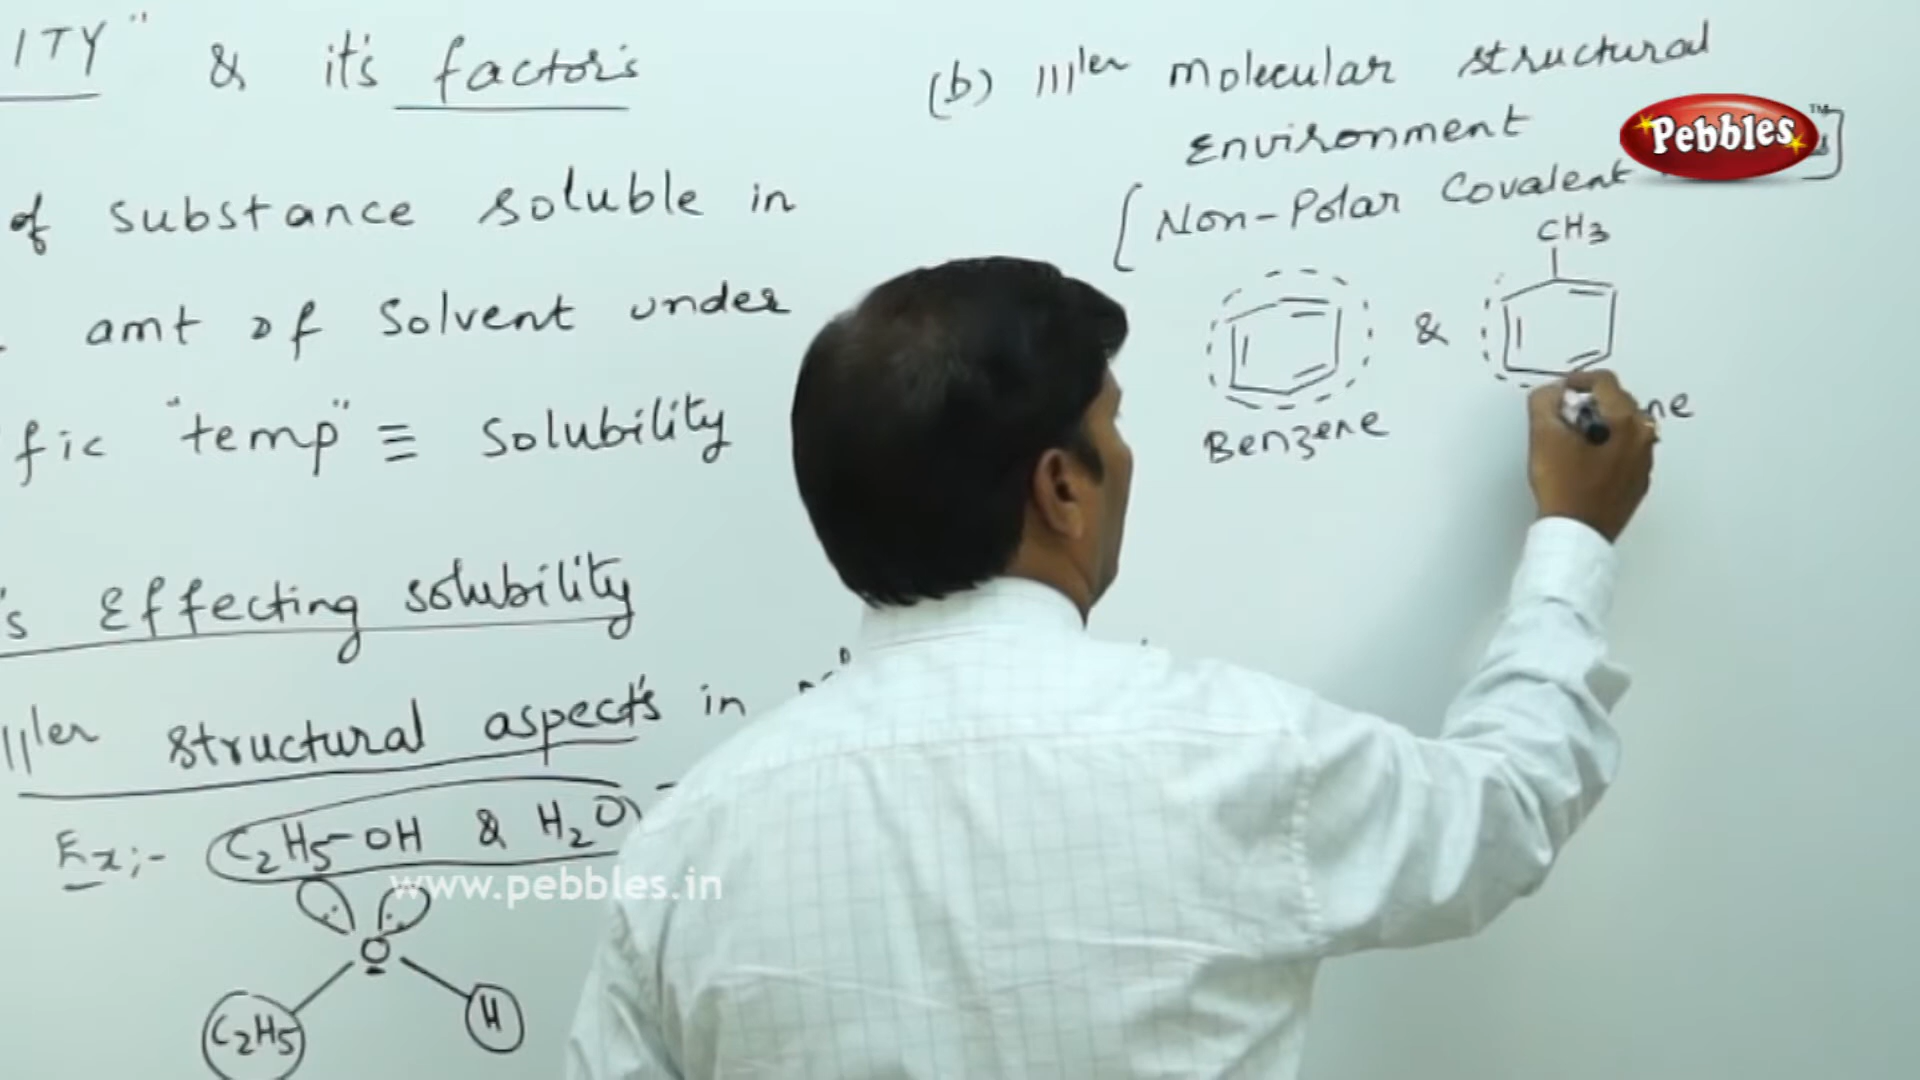 ITY" & it's factor's
of substance soluble in
amt of solvent under
fic "temp" ≡ solubility
's Effecting solubility
|||ler structural aspect's in
Ex:- C2H5-OH & H2O
O
C2H5
H
(b) |||ler molecular structural
Environment
[Non-Polar Covalent
]
CH3
&
Benzene
ne
Pebbles
TM
www.pebbles.in